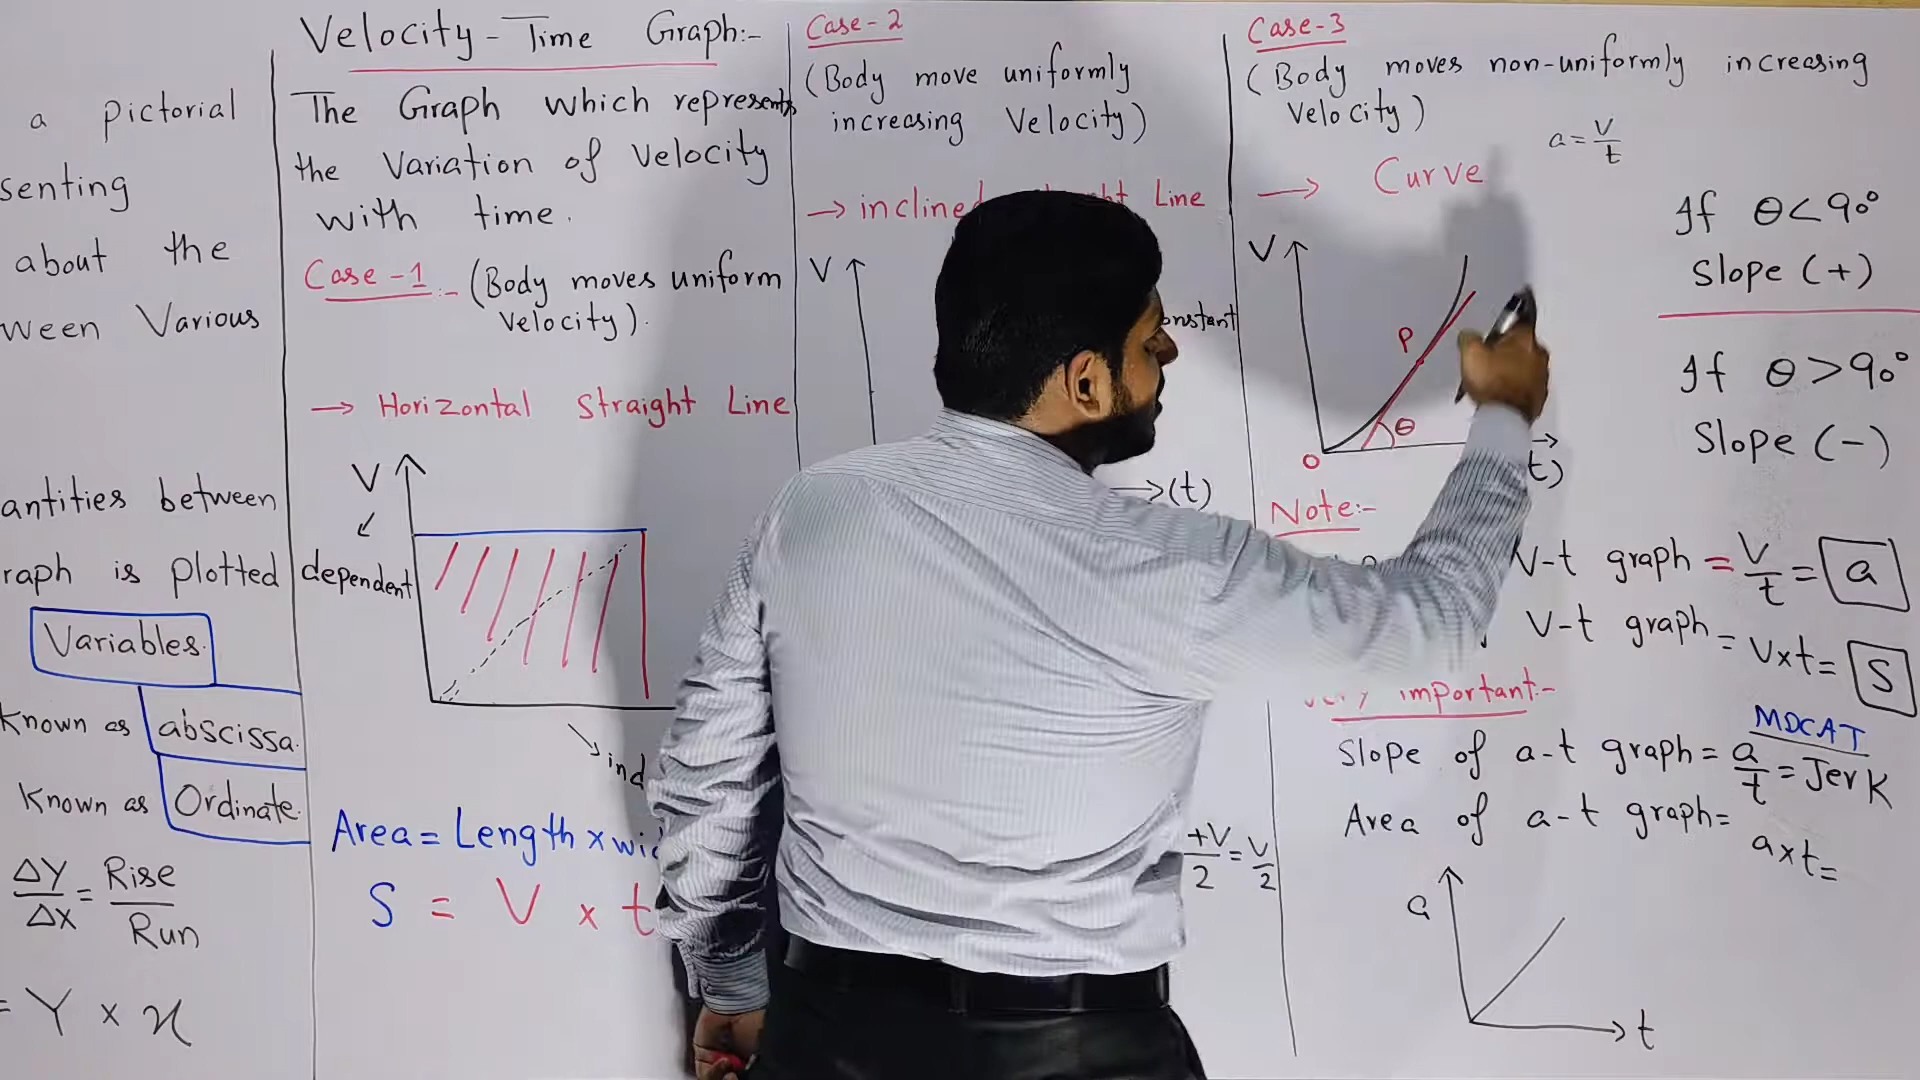 a pictorial
senting
about the
ween Various
antities between
raph is plotted
Variables.
Known as abscissa.
Known as Ordinate.
ΔY/ΔX = Rise/Run
= Y × x
Velocity - Time Graph:-
The Graph which represents
the Variation of Velocity
with time.
Case-1:- (Body moves uniform
Velocity).
→ Horizontal Straight Line
V
dependent
ind
Area = Length × wid
S = V × t
Case-2
(Body move uniformly
increasing Velocity)
→ inclined Line
V
onstant
(t)
+V/2 = V/2
Case-3
(Body moves non-uniformly increasing
Velocity)
a = V/t
→ Curve
V
P
θ
O
t)
If θ < 90°
Slope (+)
If θ > 90°
Slope (-)
Note:-
V-t graph = V/t = a
V-t graph = V×t = S
Very important:-
MDCAT
Slope of a-t graph = a/t = Jerk
Area of a-t graph = a×t =
a
t